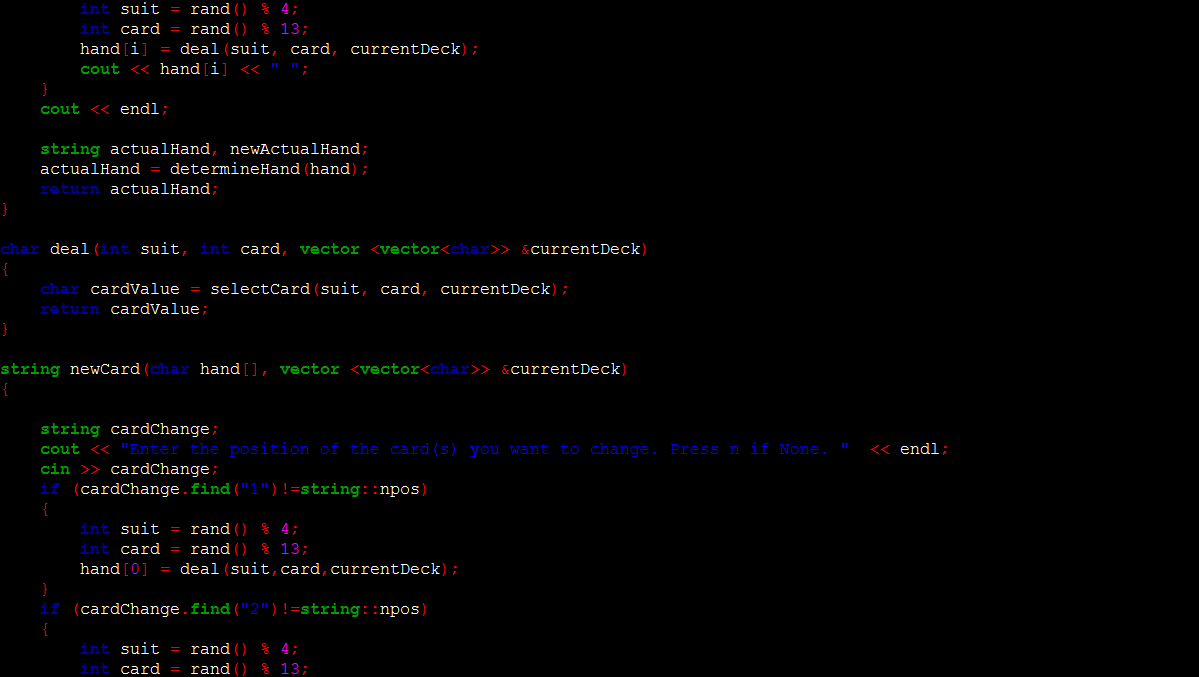 int suit = rand() % 4;
int card = rand() % 13;
hand[i] = deal(suit, card, currentDeck);
cout << hand[i] << " ";
}
cout << endl;
string actualHand, newActualHand;
actualHand = determineHand(hand);
return actualHand;
}
char deal(int suit, int card, vector <vector<char>> &currentDeck)
{
char cardValue = selectCard(suit, card, currentDeck);
return cardValue;
}
string newCard(char hand[], vector <vector<char>> &currentDeck)
{
string cardChange;
cout << "Enter the position of the card(s) you want to change. Press n if None. "  << endl;
cin >> cardChange;
if (cardChange.find("1")!=string::npos)
{
int suit = rand() % 4;
int card = rand() % 13;
hand[0] = deal(suit,card,currentDeck);
}
if (cardChange.find("2")!=string::npos)
{
int suit = rand() % 4;
int card = rand() % 13;